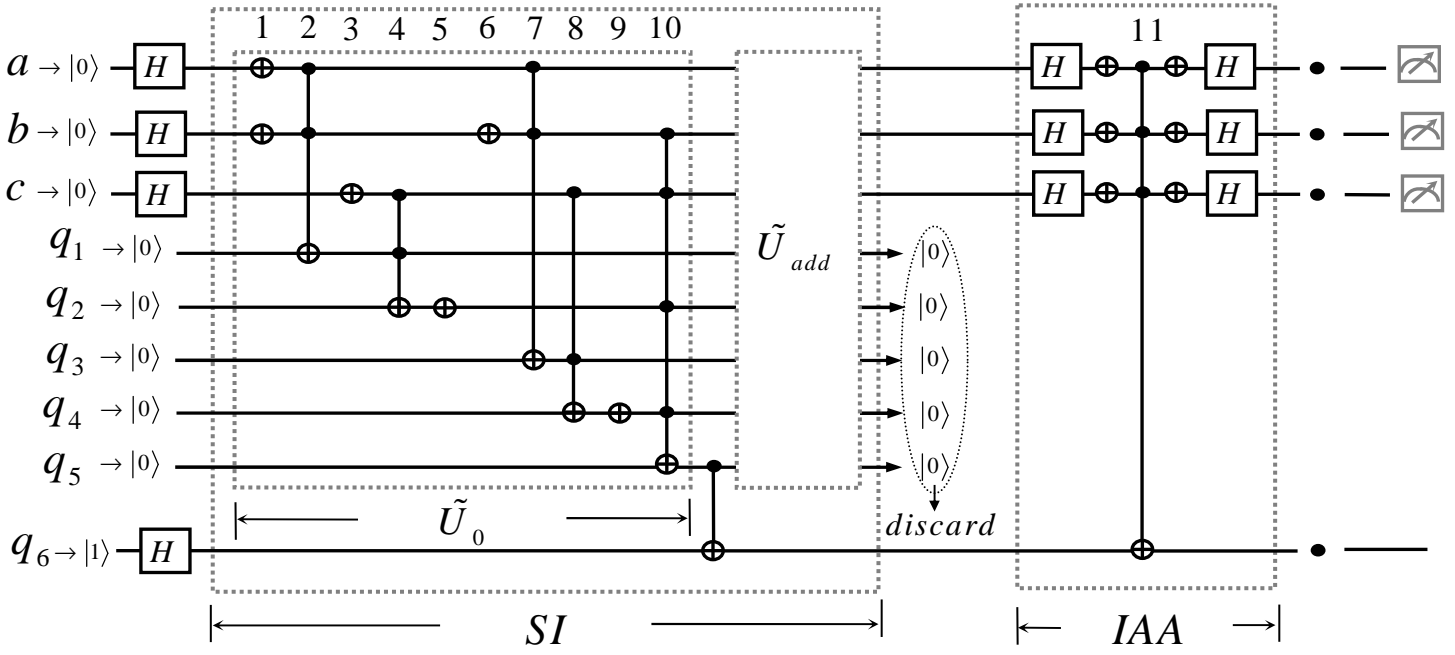 1 2 3 4 5 6 7 8 9 10 11
a → |0⟩ H H H
b → |0⟩ H H H
c → |0⟩ H H H
q₁ → |0⟩ Ũ_add |0⟩
q₂ → |0⟩ |0⟩
q₃ → |0⟩ |0⟩
q₄ → |0⟩ |0⟩
q₅ → |0⟩ |0⟩
Ũ₀ discard
q₆ → |1⟩ H
SI IAA